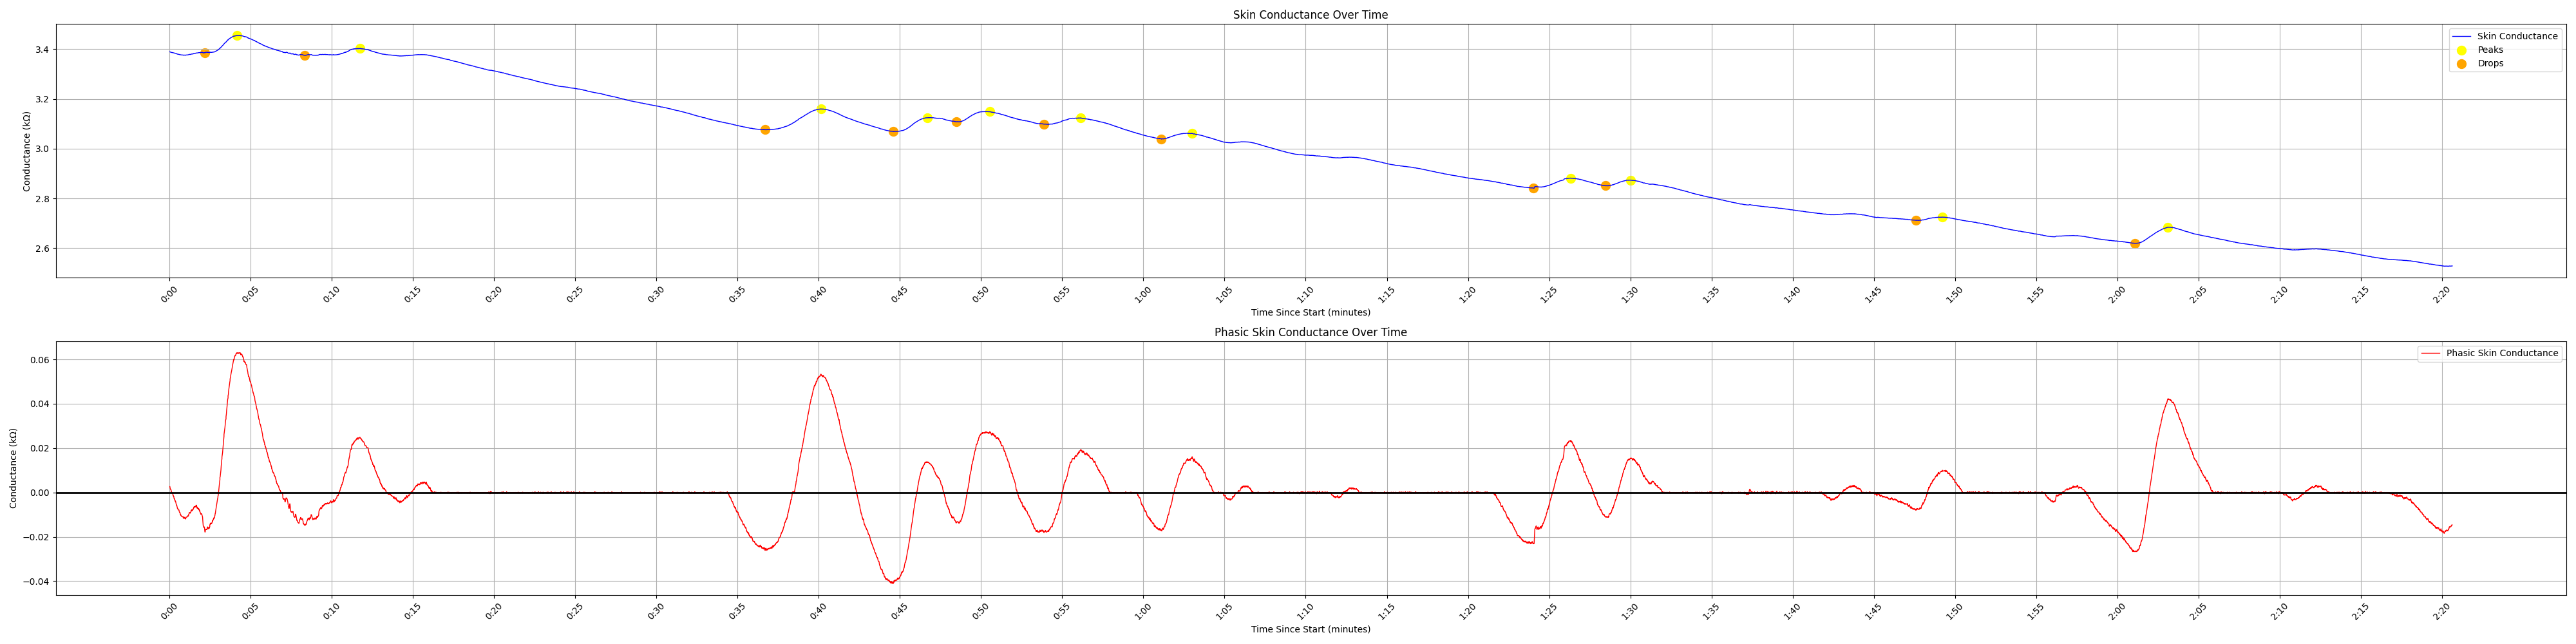 Skin Conductance Over Time
Skin Conductance
Peaks
Drops
Conductance (kΩ)
3.4
3.2
3.0
2.8
2.6
0:00 0:05 0:10 0:15 0:20 0:25 0:30 0:35 0:40 0:45 0:50 0:55 1:00 1:05 1:10 1:15 1:20 1:25 1:30 1:35 1:40 1:45 1:50 1:55 2:00 2:05 2:10 2:15 2:20
Time Since Start (minutes)
Phasic Skin Conductance Over Time
Phasic Skin Conductance
Conductance (kΩ)
0.06
0.04
0.02
0.00
−0.02
−0.04
0:00 0:05 0:10 0:15 0:20 0:25 0:30 0:35 0:40 0:45 0:50 0:55 1:00 1:05 1:10 1:15 1:20 1:25 1:30 1:35 1:40 1:45 1:50 1:55 2:00 2:05 2:10 2:15 2:20
Time Since Start (minutes)